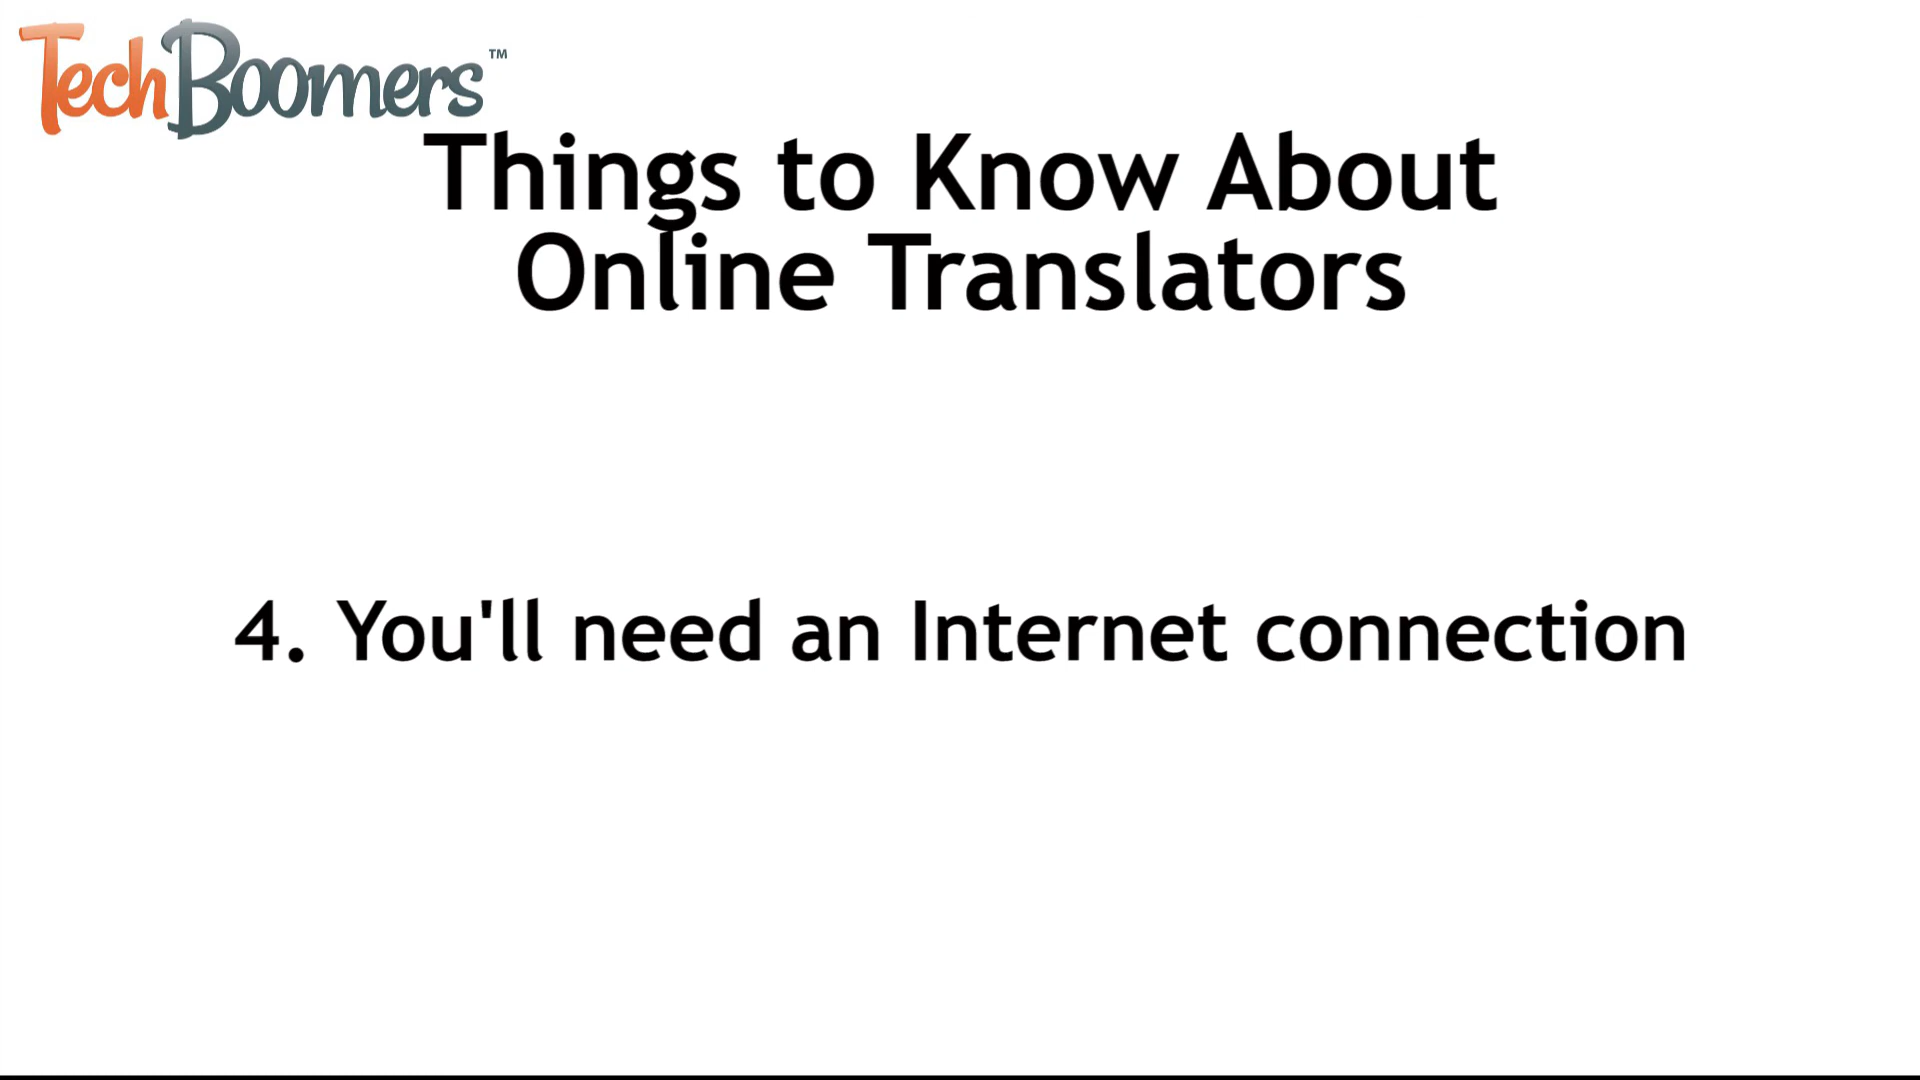 TechBoomers™
Things to Know About
Online Translators
4. You'll need an Internet connection